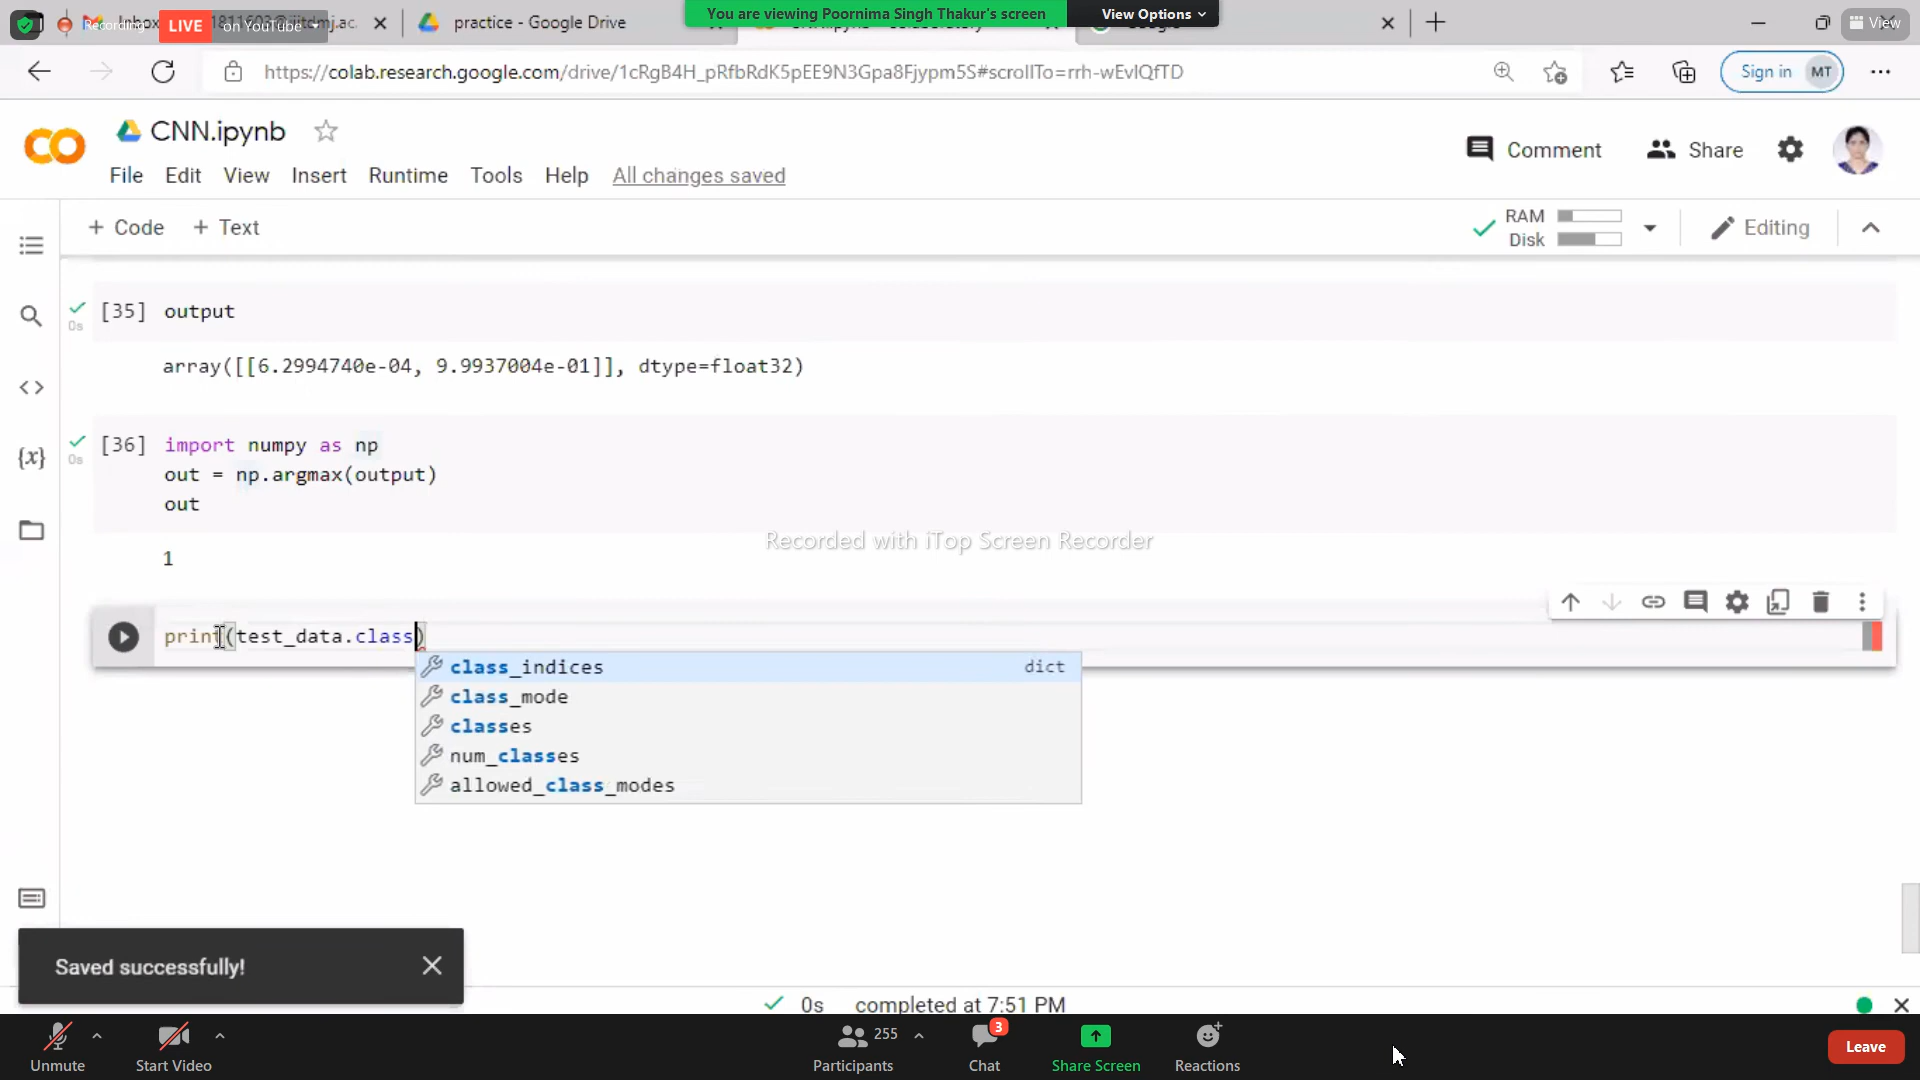 Recording
LIVE
on YouTube
practice - Google Drive
You are viewing Poornima Singh Thakur's screen
View Options
View
https://colab.research.google.com/drive/1cRgB4H_pRfbRdK5pEE9N3Gpa8Fjypm5S#scrollTo=rrh-wEvlQfTD
Sign in
MT
CNN.ipynb
Comment
Share
File Edit View Insert Runtime Tools Help All changes saved
+ Code + Text
RAM
Disk
Editing
[35] output
0s
array([[6.2994740e-04, 9.9937004e-01]], dtype=float32)
[36] import numpy as np
0s
out = np.argmax(output)
out
Recorded with iTop Screen Recorder
1
print(test_data.class)
class_indices dict
class_mode
classes
num_classes
allowed_class_modes
{x}
Saved successfully!
0s completed at 7:51 PM
Unmute
Start Video
255
Participants
3
Chat
Share Screen
Reactions
Leave